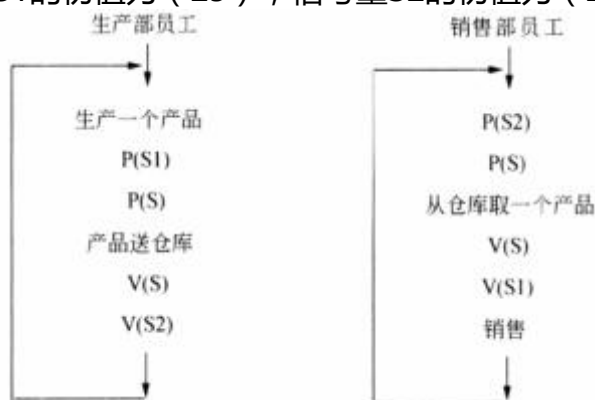 生产部员工
销售部员工
生产一个产品
P(S1)
P(S)
产品送仓库
V(S)
V(S2)
P(S2)
P(S)
从仓库取一个产品
V(S)
V(S1)
销售